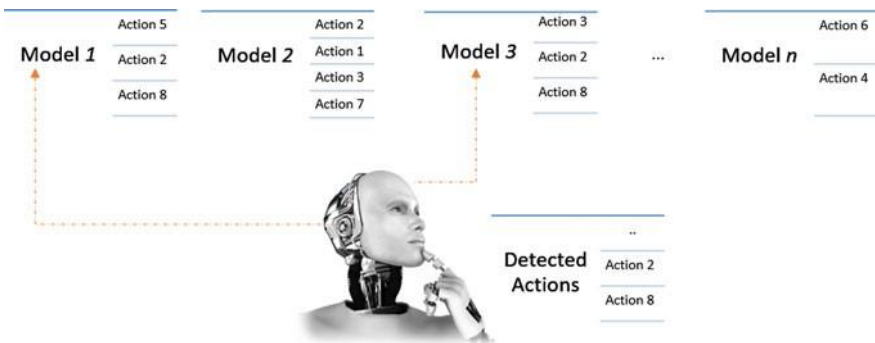 Model 1
Action 5
Action 2
Action 8
Model 2
Action 2
Action 1
Action 3
Action 7
Model 3
Action 3
Action 2
Action 8
...
Model n
Action 6
Action 4
Detected
Actions
..
Action 2
Action 8